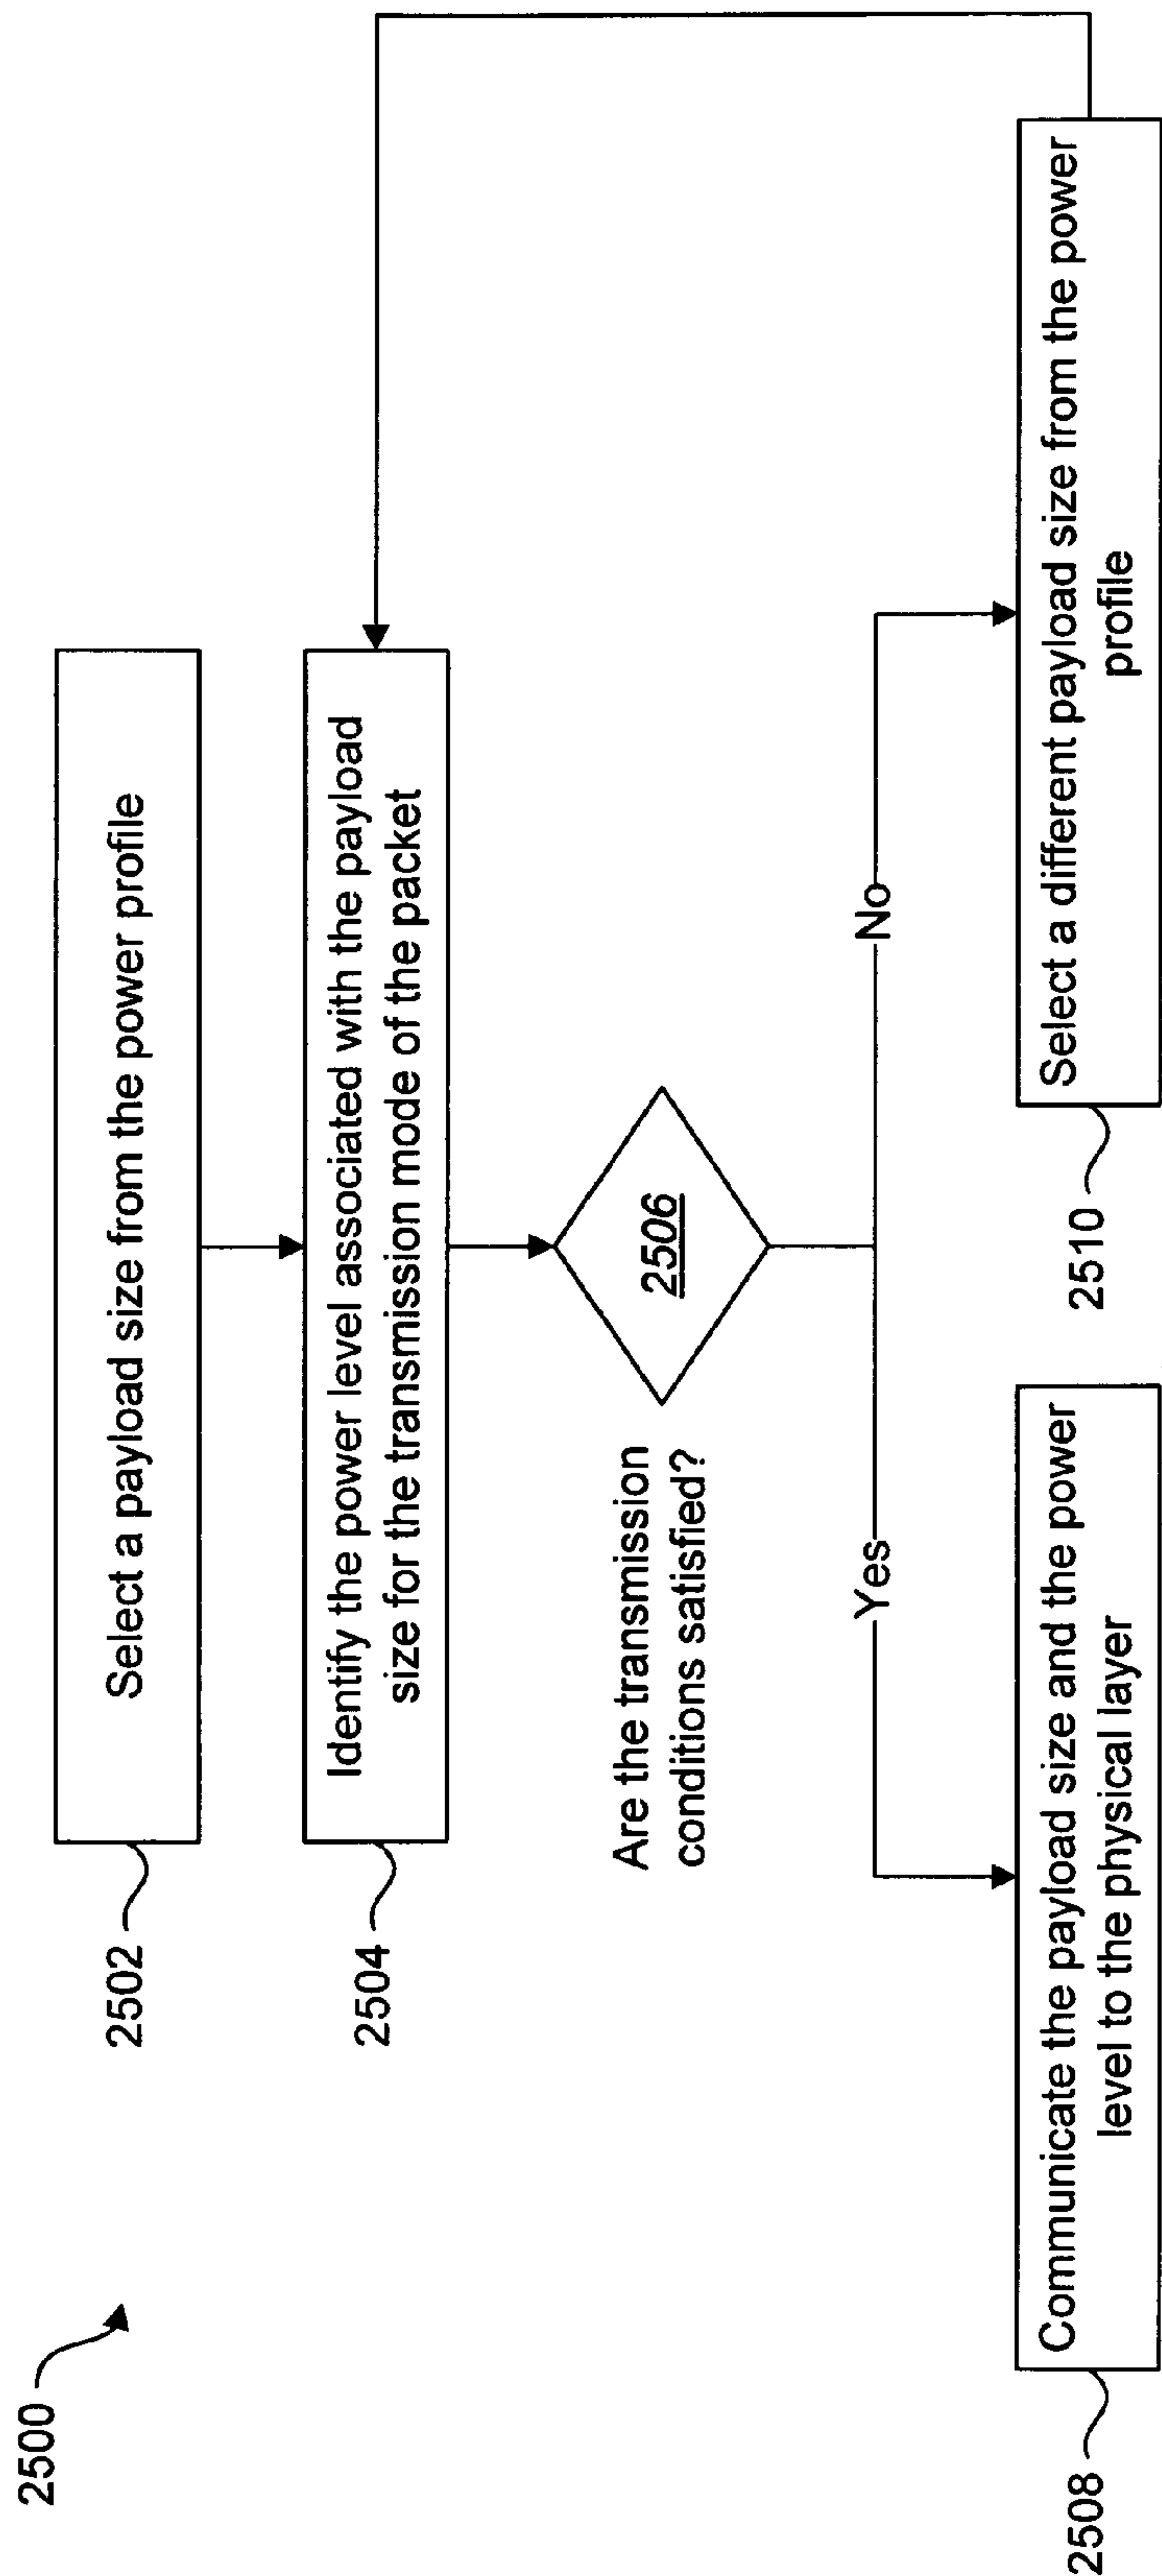 2500
2502
Select a payload size from the power profile
2504
Identify the power level associated with the payload
size for the transmission mode of the packet
Are the transmission
conditions satisfied?
2506
Yes
No
2508
Communicate the payload size and the power
level to the physical layer
2510
Select a different payload size from the power
profile